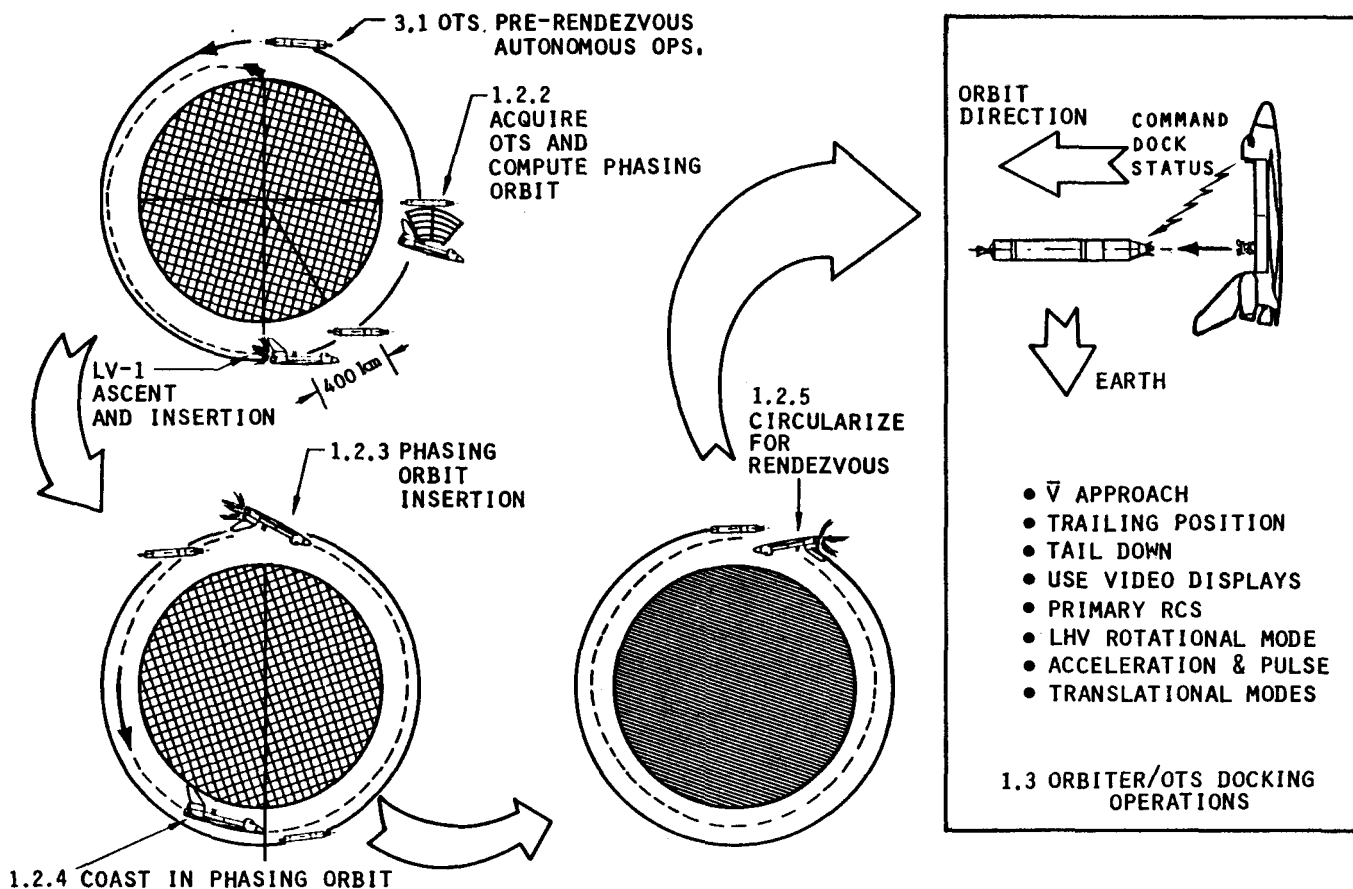 3.1 OTS. PRE-RENDEZVOUS
AUTONOMOUS OPS.
1.2.2
ACQUIRE
OTS AND
COMPUTE PHASING
ORBIT
LV-1
ASCENT
AND INSERTION
400 km
1.2.3 PHASING
ORBIT
INSERTION
1.2.4 COAST IN PHASING ORBIT
1.2.5
CIRCULARIZE
FOR
RENDEZVOUS
ORBIT
DIRECTION
COMMAND
DOCK
STATUS
EARTH
• V̅ APPROACH
• TRAILING POSITION
• TAIL DOWN
• USE VIDEO DISPLAYS
• PRIMARY RCS
• LHV ROTATIONAL MODE
• ACCELERATION & PULSE
• TRANSLATIONAL MODES
1.3 ORBITER/OTS DOCKING
OPERATIONS